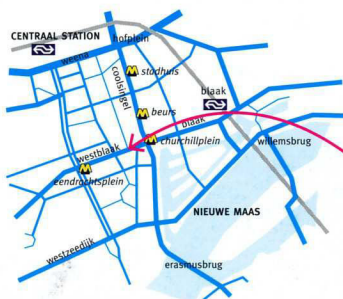 CENTRAAL STATION
hofplein
weena
coolsingel
M stadhuis
M beurs
blaak
blaak
M churchillplein
westblaak
willemsbrug
M
eendrachtsplein
NIEUWE MAAS
westzeedijk
erasmusbrug